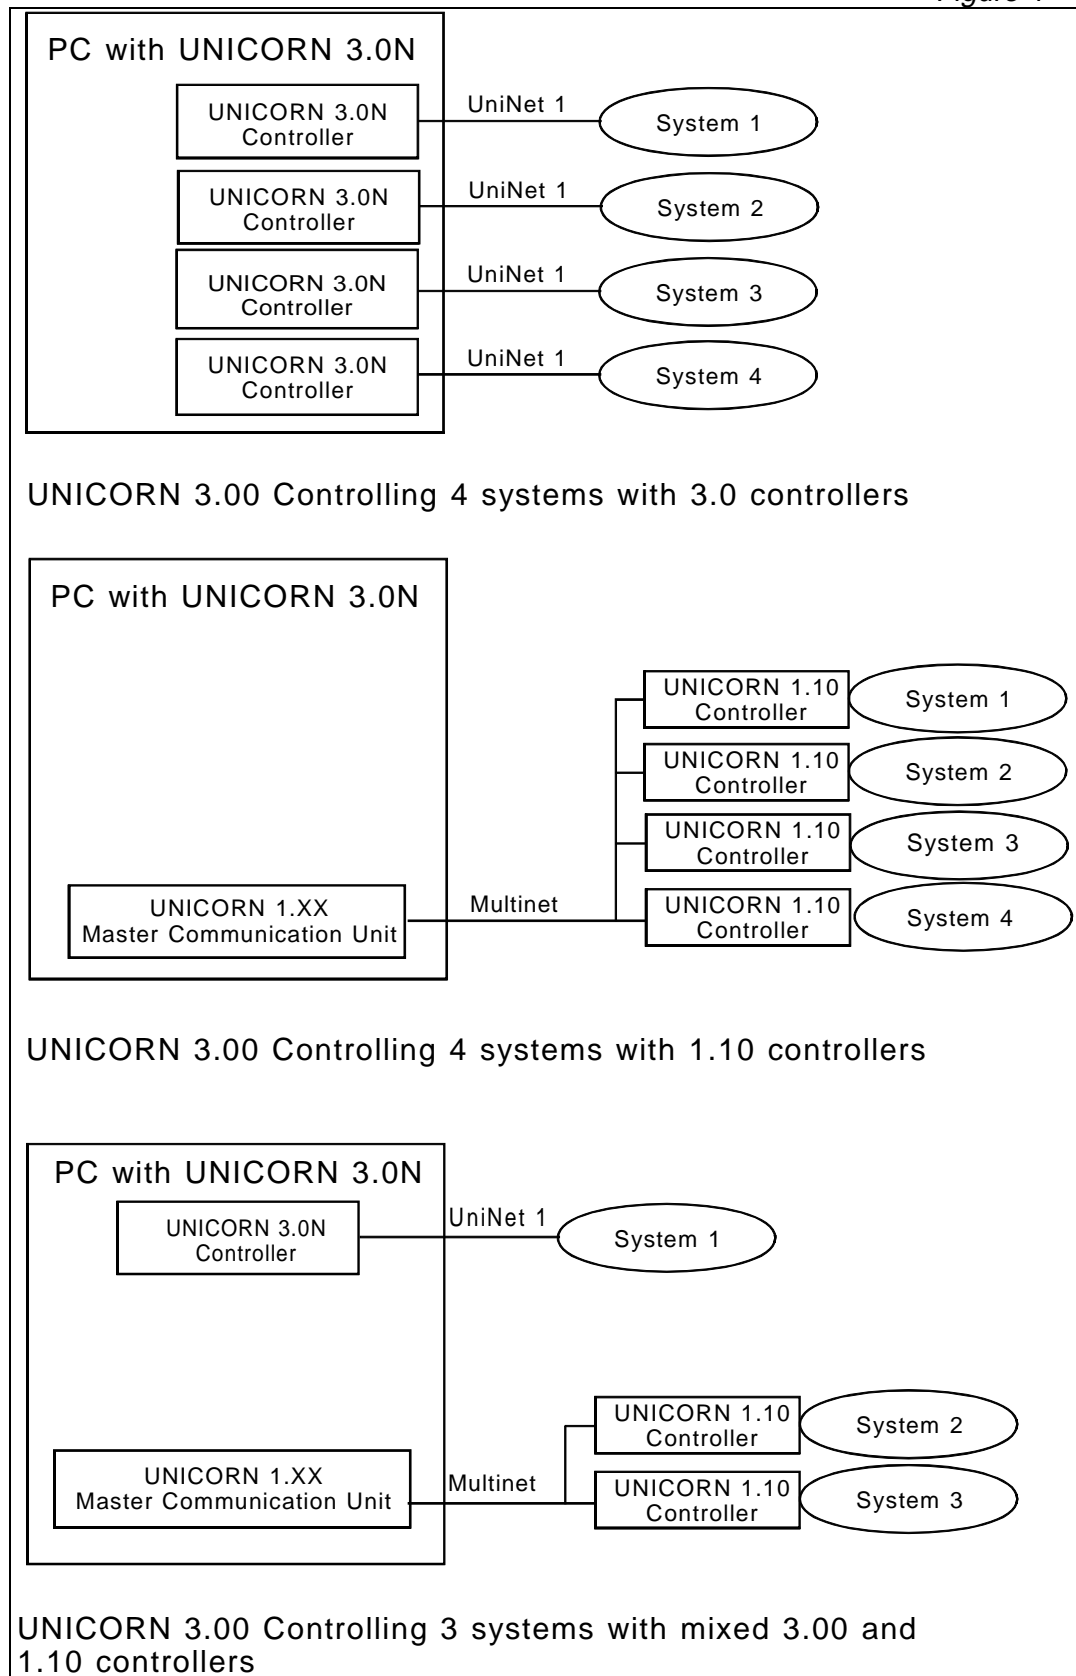 PC with UNICORN 3.0N
UNICORN 3.0N
Controller
UniNet 1
System 1
UNICORN 3.0N
Controller
UniNet 1
System 2
UNICORN 3.0N
Controller
UniNet 1
System 3
UNICORN 3.0N
Controller
UniNet 1
System 4
UNICORN 3.00 Controlling 4 systems with 3.0 controllers
PC with UNICORN 3.0N
UNICORN 1.10
Controller
System 1
UNICORN 1.10
Controller
System 2
UNICORN 1.10
Controller
System 3
UNICORN 1.XX
Master Communication Unit
Multinet
UNICORN 1.10
Controller
System 4
UNICORN 3.00 Controlling 4 systems with 1.10 controllers
PC with UNICORN 3.0N
UNICORN 3.0N
Controller
UniNet 1
System 1
UNICORN 1.10
Controller
System 2
UNICORN 1.XX
Master Communication Unit
Multinet
UNICORN 1.10
Controller
System 3
UNICORN 3.00 Controlling 3 systems with mixed 3.00 and
1.10 controllers